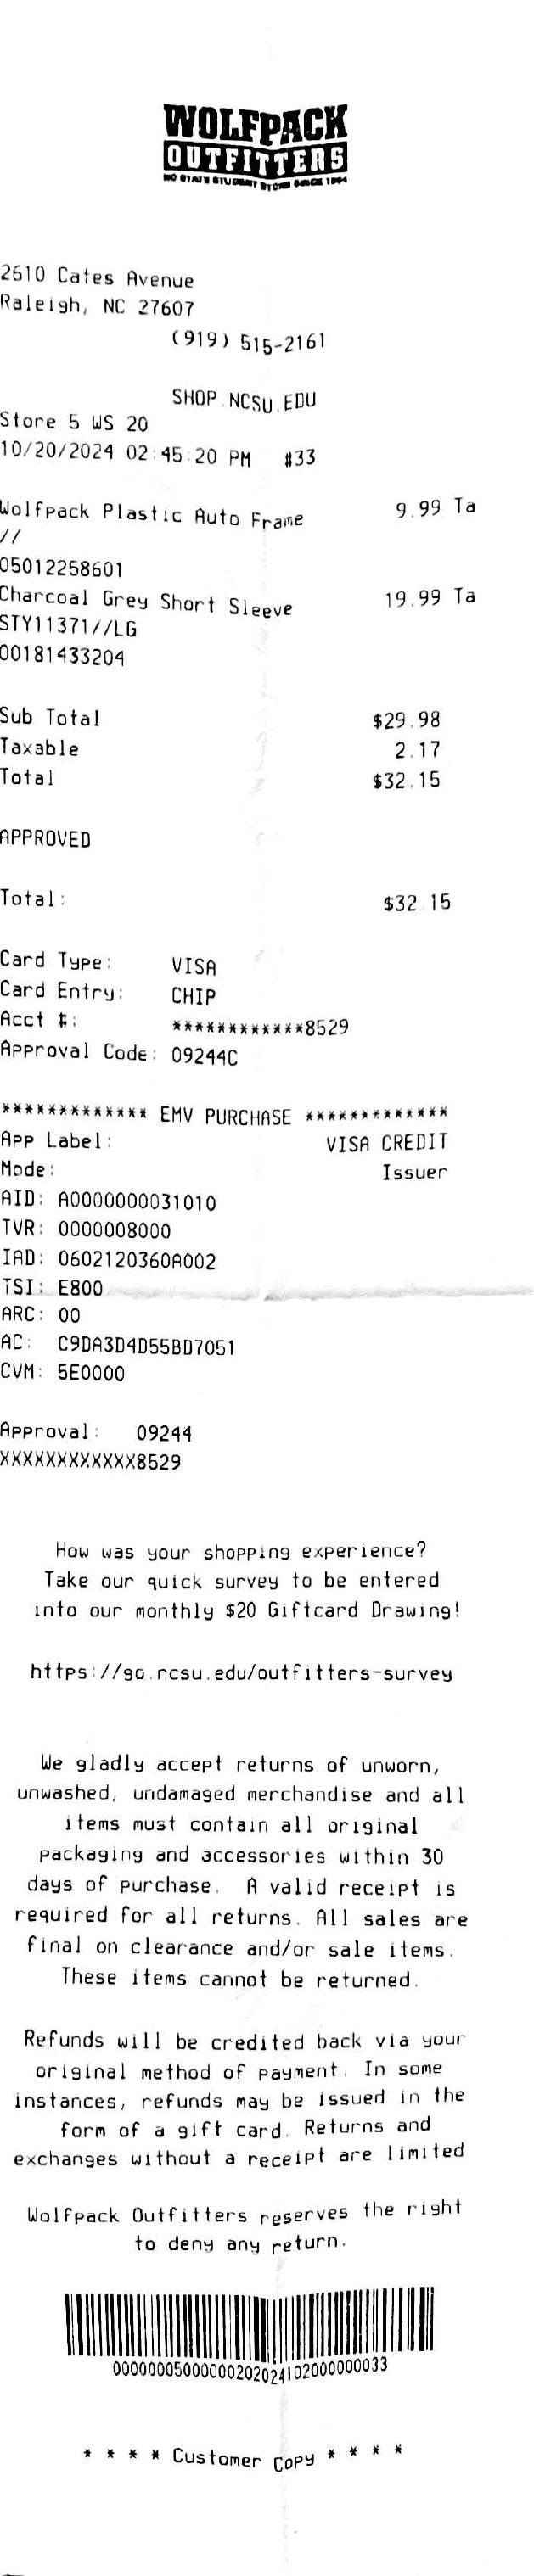 WOLFPACK
OUTFITTERS
NC STATE STUDENT STORE SINCE 1964
2610 Cates Avenue
Raleigh, NC 27607
(919) 515-2161
SHOP.NCSU.EDU
Store 5 WS 20
10/20/2024 02:45:20 PM #33
Wolfpack Plastic Auto Frame 9.99 Ta
//
05012258601
Charcoal Grey Short Sleeve 19.99 Ta
STY11371//LG
00181433204
Sub Total $29.98
Taxable 2.17
Total $32.15
APPROVED
Total: $32.15
Card Type: VISA
Card Entry: CHIP
Acct #: ************8529
Approval Code: 09244C
************* EMV PURCHASE *************
App Label: VISA CREDIT
Mode: Issuer
AID: A0000000031010
TVR: 0000008000
IAD: 0602120360A002
TSI: E800
ARC: 00
AC: C9DA3D4D55BD7051
CVM: 5E0000
Approval: 09244
XXXXXXXXXXXX8529
How was your shopping experience?
Take our quick survey to be entered
into our monthly $20 Giftcard Drawing!
https://go.ncsu.edu/outfitters-survey
We gladly accept returns of unworn,
unwashed, undamaged merchandise and all
items must contain all original
packaging and accessories within 30
days of purchase. A valid receipt is
required for all returns. All sales are
final on clearance and/or sale items.
These items cannot be returned.
Refunds will be credited back via your
original method of payment. In some
instances, refunds may be issued in the
form of a gift card. Returns and
exchanges without a receipt are limited
Wolfpack Outfitters reserves the right
to deny any return.
00000005000000202024102000000033
* * * * Customer Copy * * * *